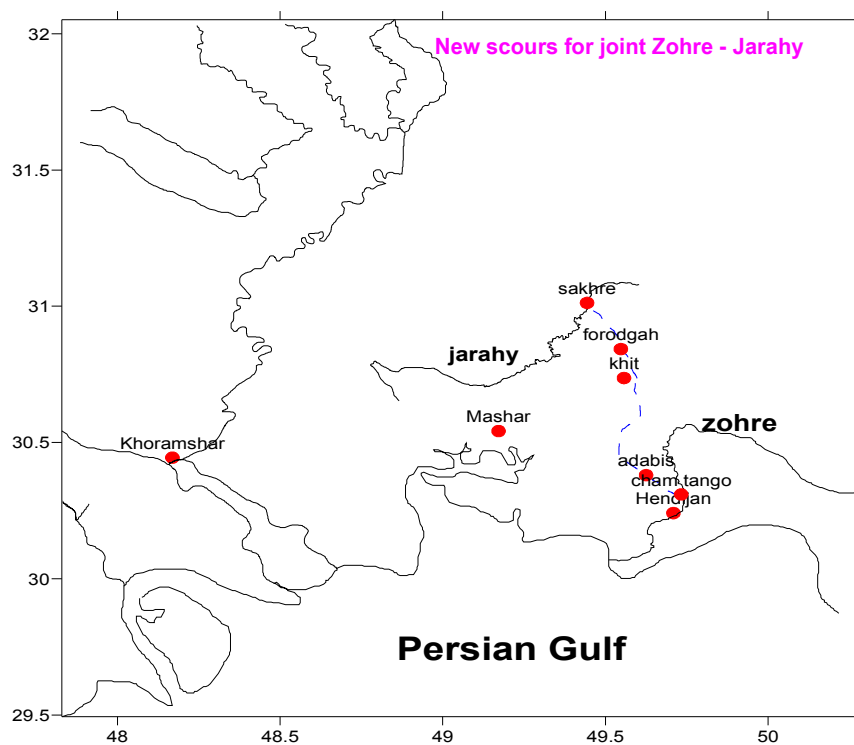 32
New scours for joint Zohre - Jarahy
31.5
sakhre
31
forodgah
jarahy
khit
Mashar
zohre
Khoramshar
30.5
adabis
cham tango
Hendijan
30
Persian Gulf
29.5
48
48.5
49
49.5
50